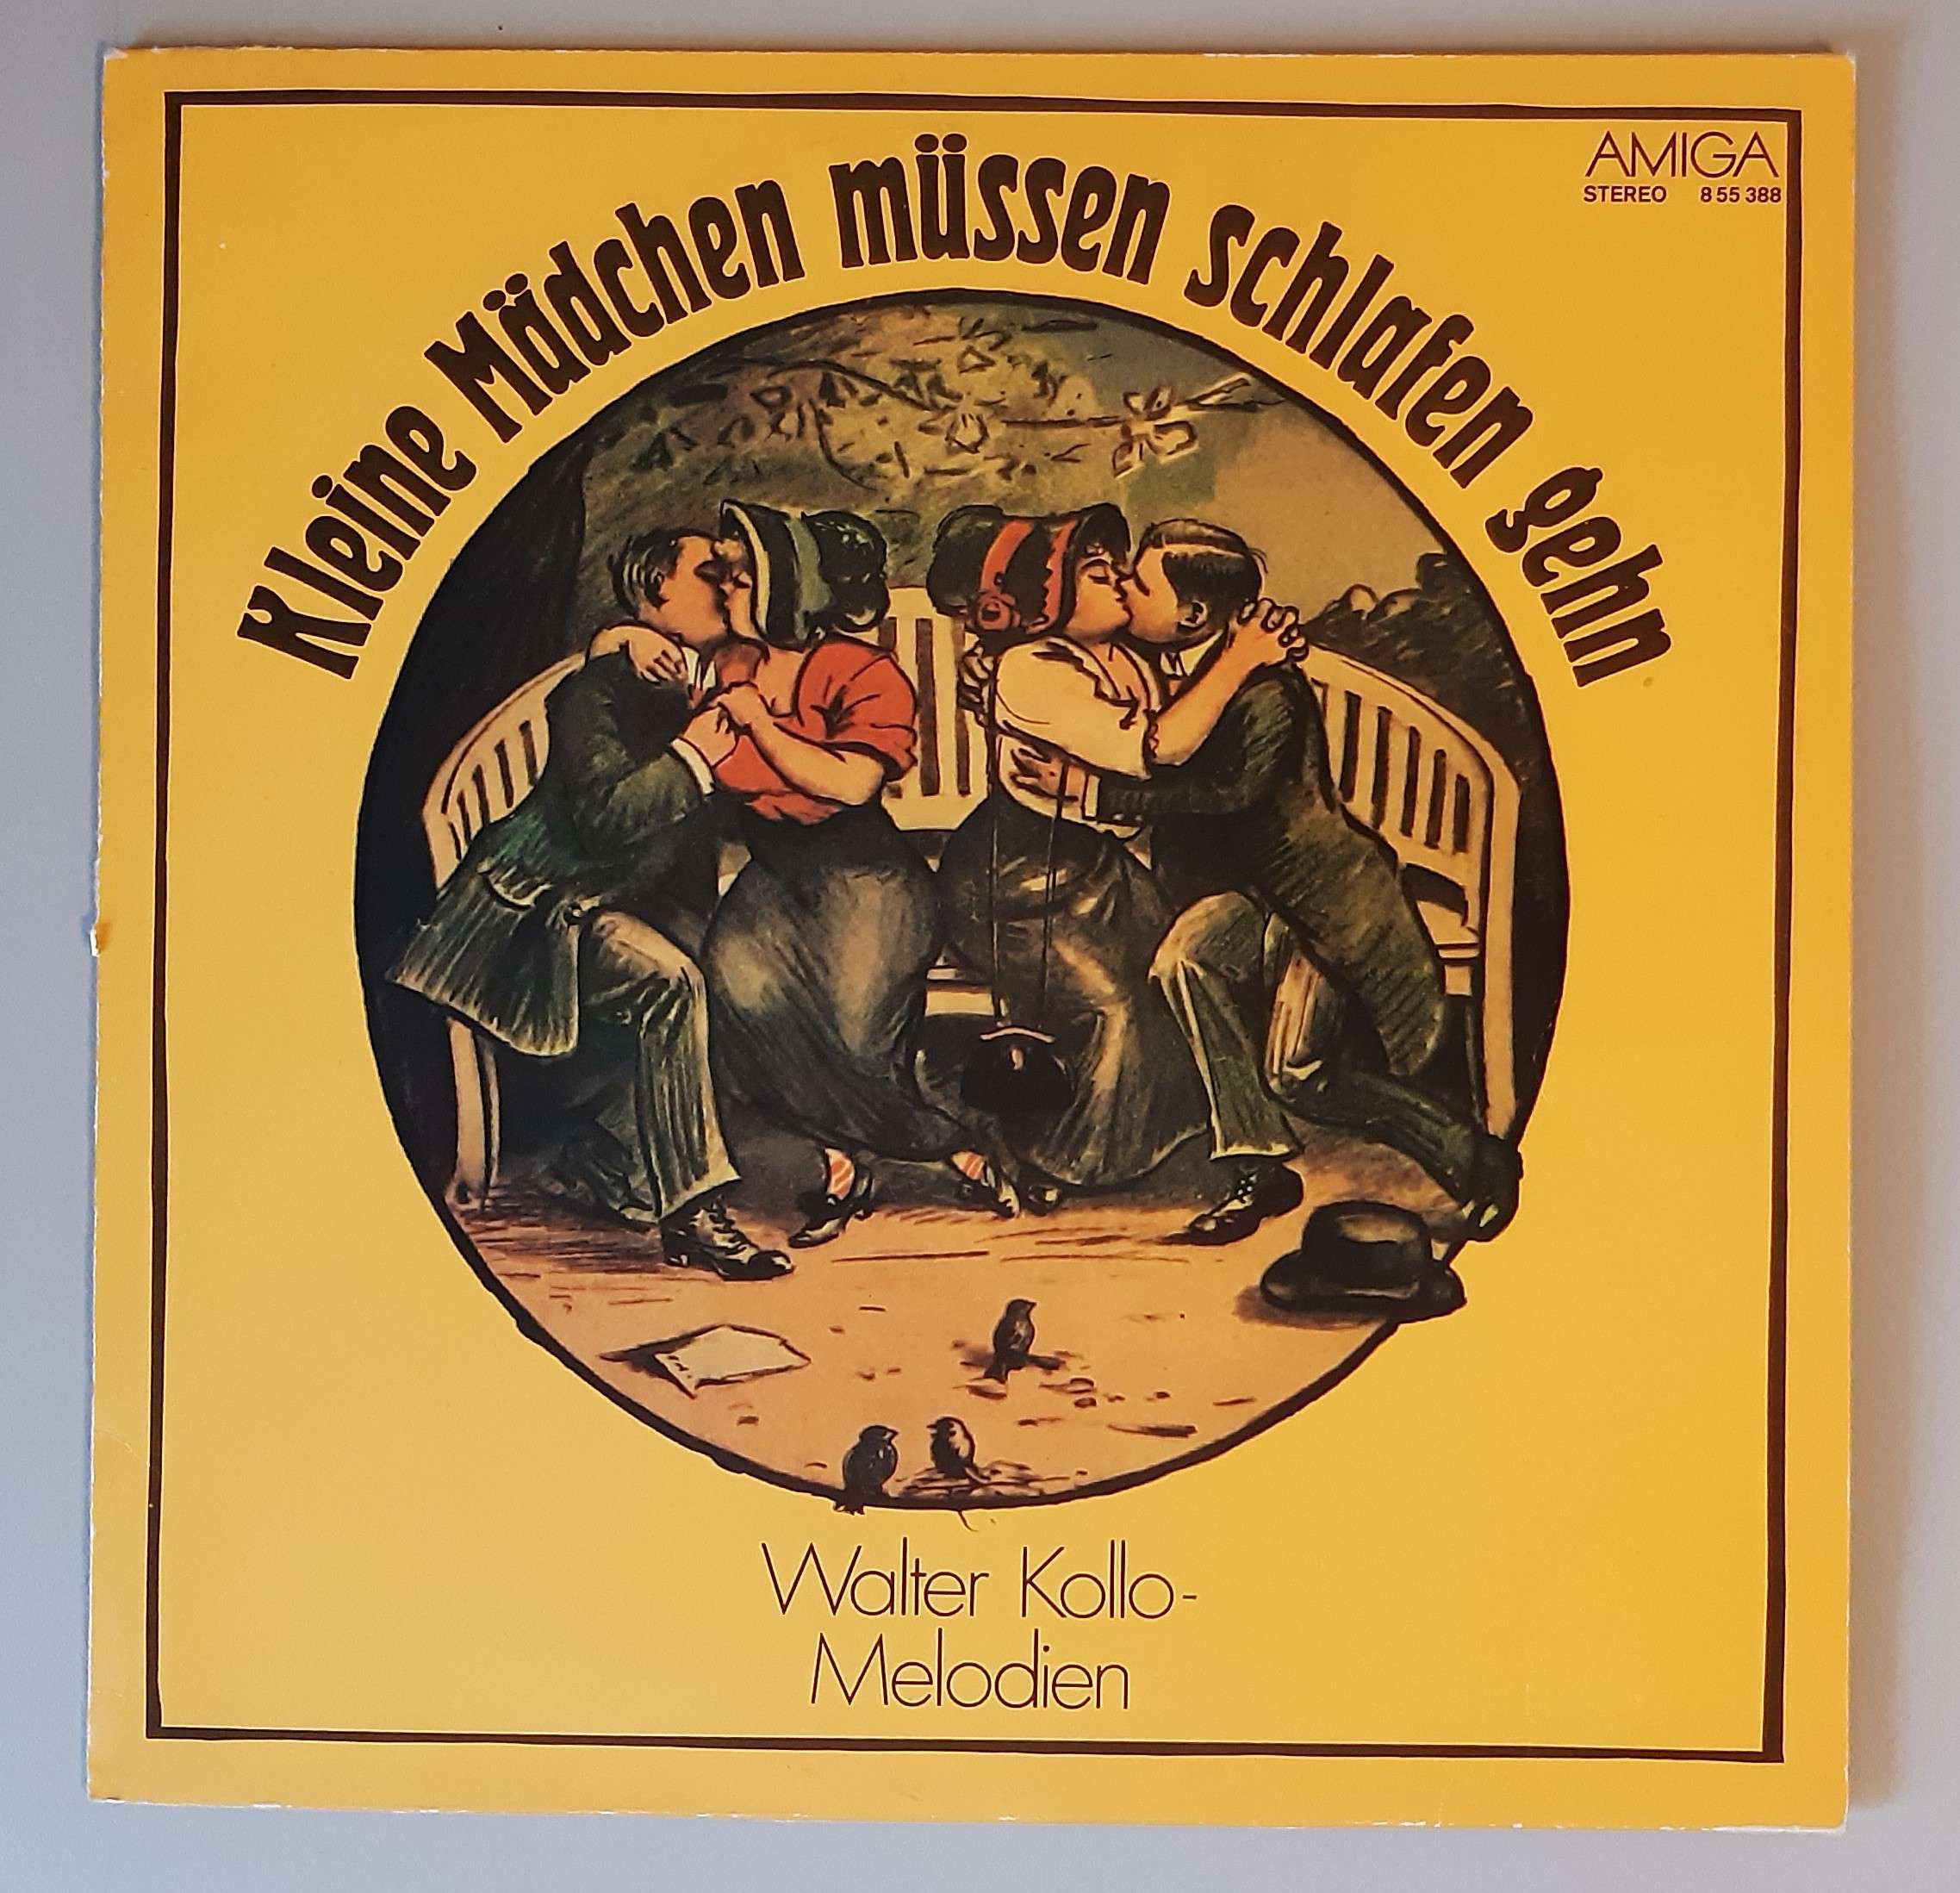 AMIGA
STEREO 8 55 388
Kleine Mädchen müssen schlafen gehn
Walter Kollo-
Melodien